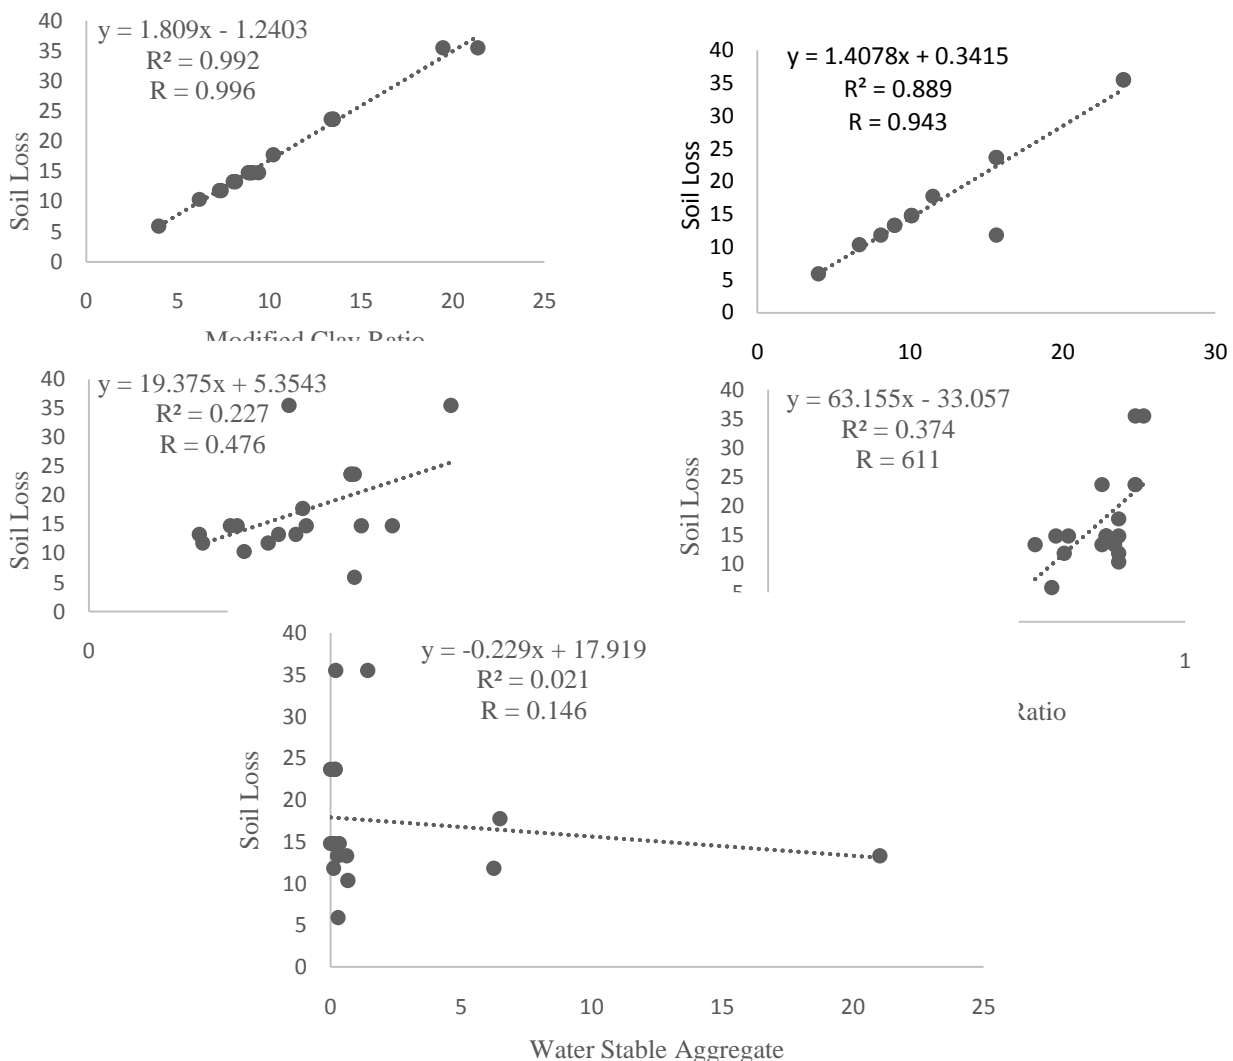 y = 1.809x - 1.2403
R² = 0.992
R = 0.996
Soil Loss
40
35
30
25
20
15
10
5
0
0 5 10 15 20 25
Modified Clay Ratio
y = 1.4078x + 0.3415
R² = 0.889
R = 0.943
Soil Loss
40
35
30
25
20
15
10
5
0
0 10 20 30
y = 19.375x + 5.3543
R² = 0.227
R = 0.476
Soil Loss
40
35
30
25
20
15
10
5
0
0
y = 63.155x - 33.057
R² = 0.374
R = 611
Soil Loss
40
35
30
25
20
15
10
5
1
Ratio
y = -0.229x + 17.919
R² = 0.021
R = 0.146
Soil Loss
40
35
30
25
20
15
10
5
0
0 5 10 15 20 25
Water Stable Aggregate